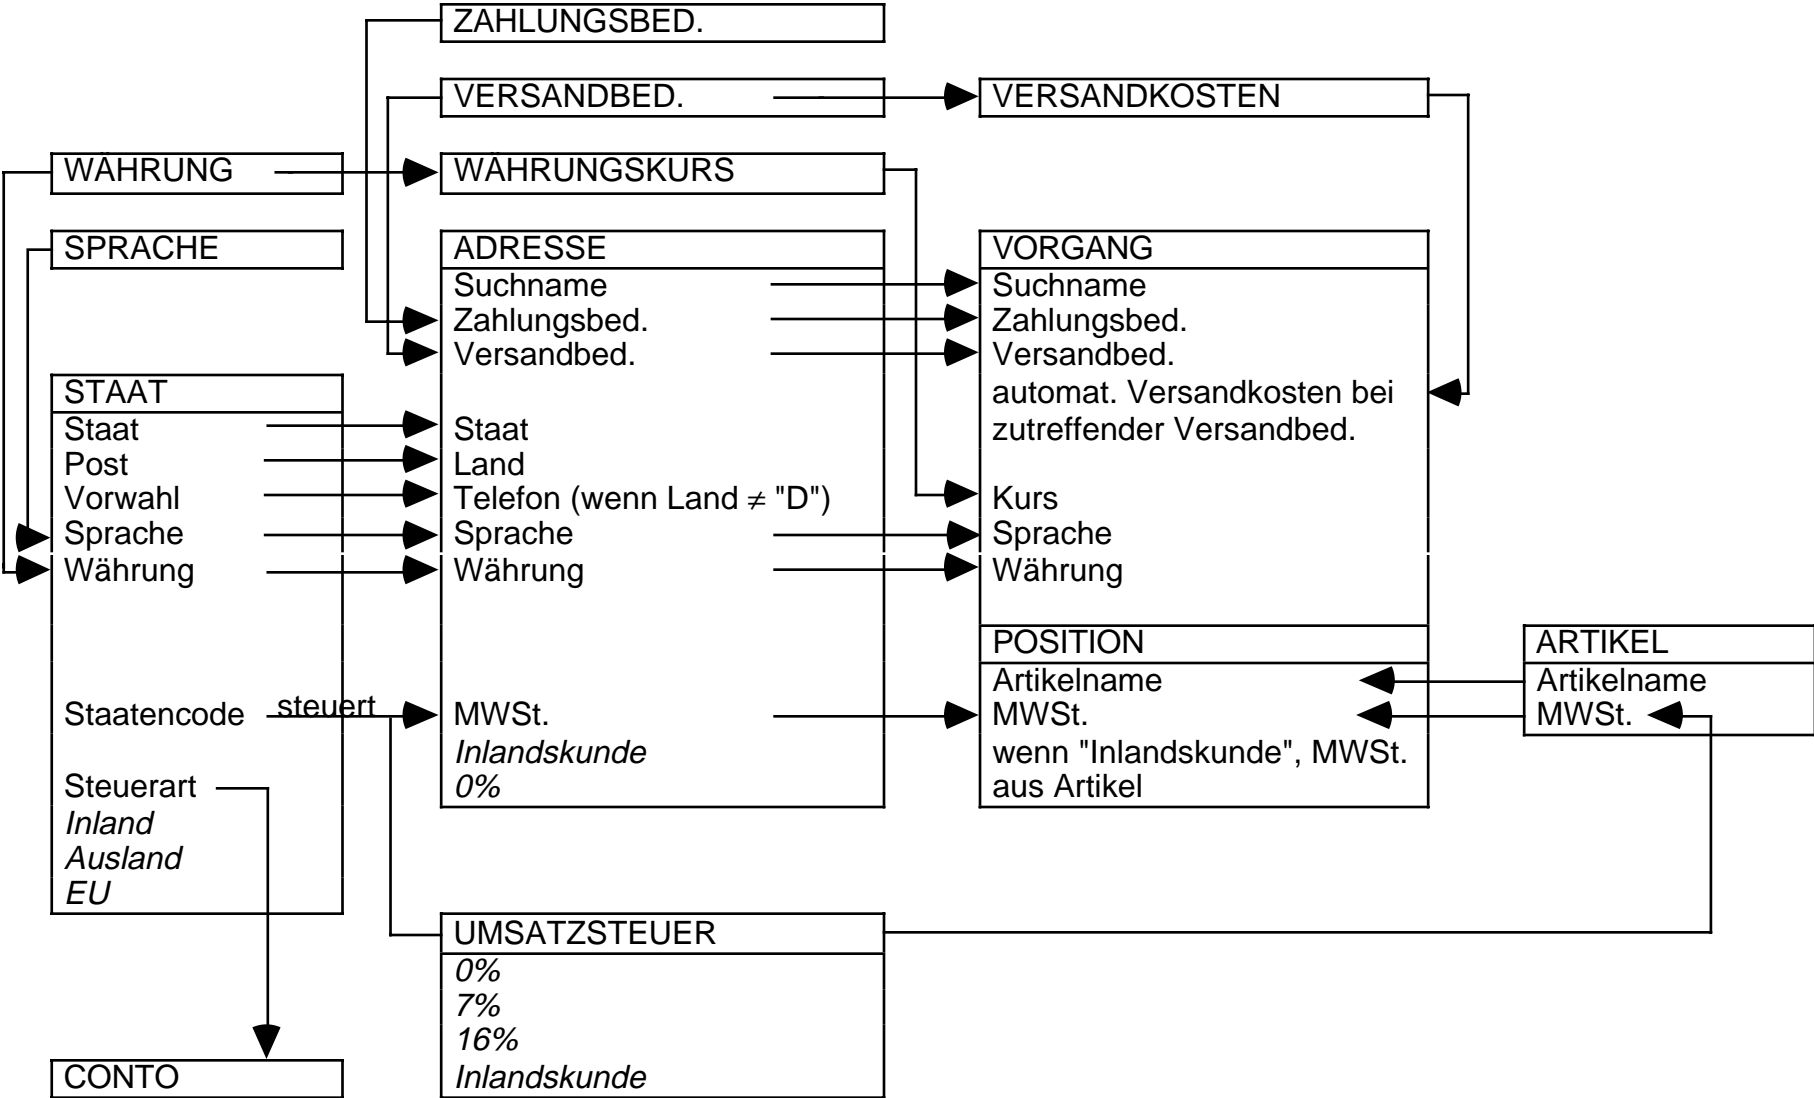 ZAHLUNGSBED.
VERSANDBED.
VERSANDKOSTEN
WÄHRUNG
WÄHRUNGSKURS
SPRACHE
ADRESSE
Suchname
Zahlungsbed.
Versandbed.
Staat
Land
Telefon (wenn Land ≠ "D")
Sprache
Währung
MWSt.
Inlandskunde
0%
VORGANG
Suchname
Zahlungsbed.
Versandbed.
automat. Versandkosten bei
zutreffender Versandbed.
Kurs
Sprache
Währung
STAAT
Staat
Post
Vorwahl
Sprache
Währung
Staatencode
steuert
Steuerart
Inland
Ausland
EU
POSITION
Artikelname
MWSt.
wenn "Inlandskunde", MWSt.
aus Artikel
ARTIKEL
Artikelname
MWSt.
UMSATZSTEUER
0%
7%
16%
Inlandskunde
CONTO